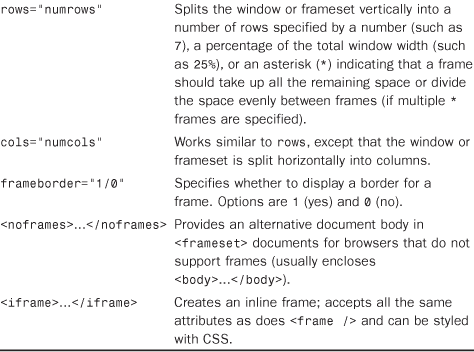 rows="numrows" Splits the window or frameset vertically into a
number of rows specified by a number (such as
7), a percentage of the total window width (such
as 25%), or an asterisk (*) indicating that a frame
should take up all the remaining space or divide
the space evenly between frames (if multiple *
frames are specified).
cols="numcols" Works similar to rows, except that the window or
frameset is split horizontally into columns.
frameborder="1/0" Specifies whether to display a border for a
frame. Options are 1 (yes) and 0 (no).
<noframes>...</noframes> Provides an alternative document body in
<frameset> documents for browsers that do not
support frames (usually encloses
<body>...</body>).
<iframe>...</iframe> Creates an inline frame; accepts all the same
attributes as does <frame /> and can be styled
with CSS.